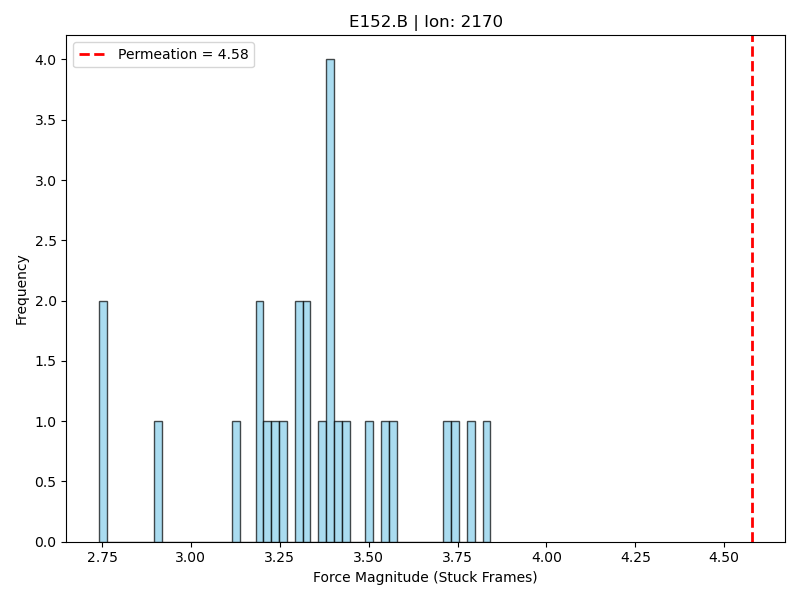 E152.B | Ion: 2170
Permeation = 4.58
4.0
3.5
3.0
2.5
2.0
1.5
1.0
0.5
0.0
Frequency
2.75 3.00 3.25 3.50 3.75 4.00 4.25 4.50
Force Magnitude (Stuck Frames)